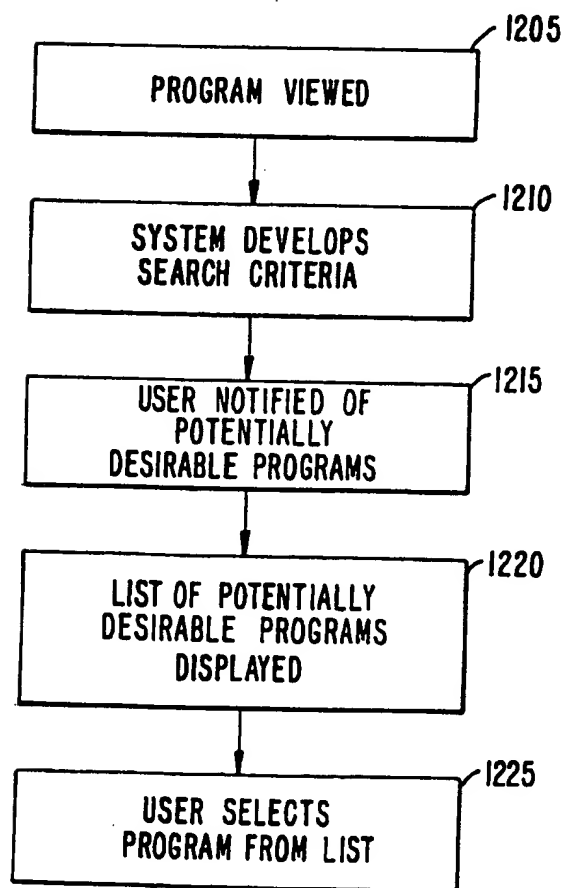 1205
PROGRAM VIEWED
1210
SYSTEM DEVELOPS
SEARCH CRITERIA
1215
USER NOTIFIED OF
POTENTIALLY
DESIRABLE PROGRAMS
1220
LIST OF POTENTIALLY
DESIRABLE PROGRAMS
DISPLAYED
1225
USER SELECTS
PROGRAM FROM LIST